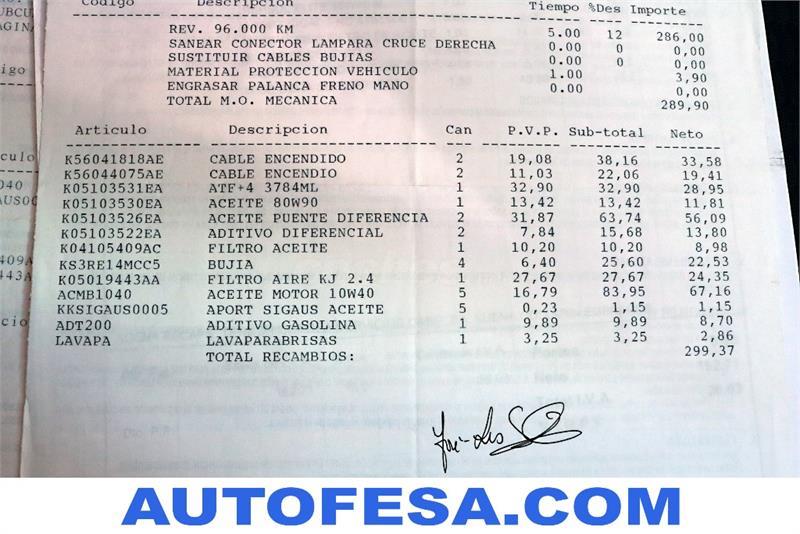 Codigo Descripcion Tiempo %Des Importe
REV. 96.000 KM 5.00 12 286,00
SANEAR CONECTOR LAMPARA CRUCE DERECHA 0.00 0 0,00
SUSTITUIR CABLES BUJIAS 0.00 0 0,00
MATERIAL PROTECCION VEHICULO 1.00 3,90
ENGRASAR PALANCA FRENO MANO 0.00 0,00
TOTAL M.O. MECANICA 289,90
Articulo Descripcion Can P.V.P. Sub-total Neto
K56041818AE CABLE ENCENDIDO 2 19,08 38,16 33,58
K56044075AE CABLE ENCENDIO 2 11,03 22,06 19,41
K05103531EA ATF+4 3784ML 1 32,90 32,90 28,95
K05103530EA ACEITE 80W90 1 13,42 13,42 11,81
K05103526EA ACEITE PUENTE DIFERENCIA 2 31,87 63,74 56,09
K05103522EA ADITIVO DIFERENCIAL 2 7,84 15,68 13,80
K04105409AC FILTRO ACEITE 1 10,20 10,20 8,98
KS3RE14MCC5 BUJIA 4 6,40 25,60 22,53
K05019443AA FILTRO AIRE KJ 2.4 1 27,67 27,67 24,35
ACMB1040 ACEITE MOTOR 10W40 5 16,79 83,95 67,16
KKSIGAUS0005 APORT SIGAUS ACEITE 5 0,23 1,15 1,15
ADT200 ADITIVO GASOLINA 1 9,89 9,89 8,70
LAVAPA LAVAPARABRISAS 1 3,25 3,25 2,86
TOTAL RECAMBIOS: 299,37
AUTOFESA.COM